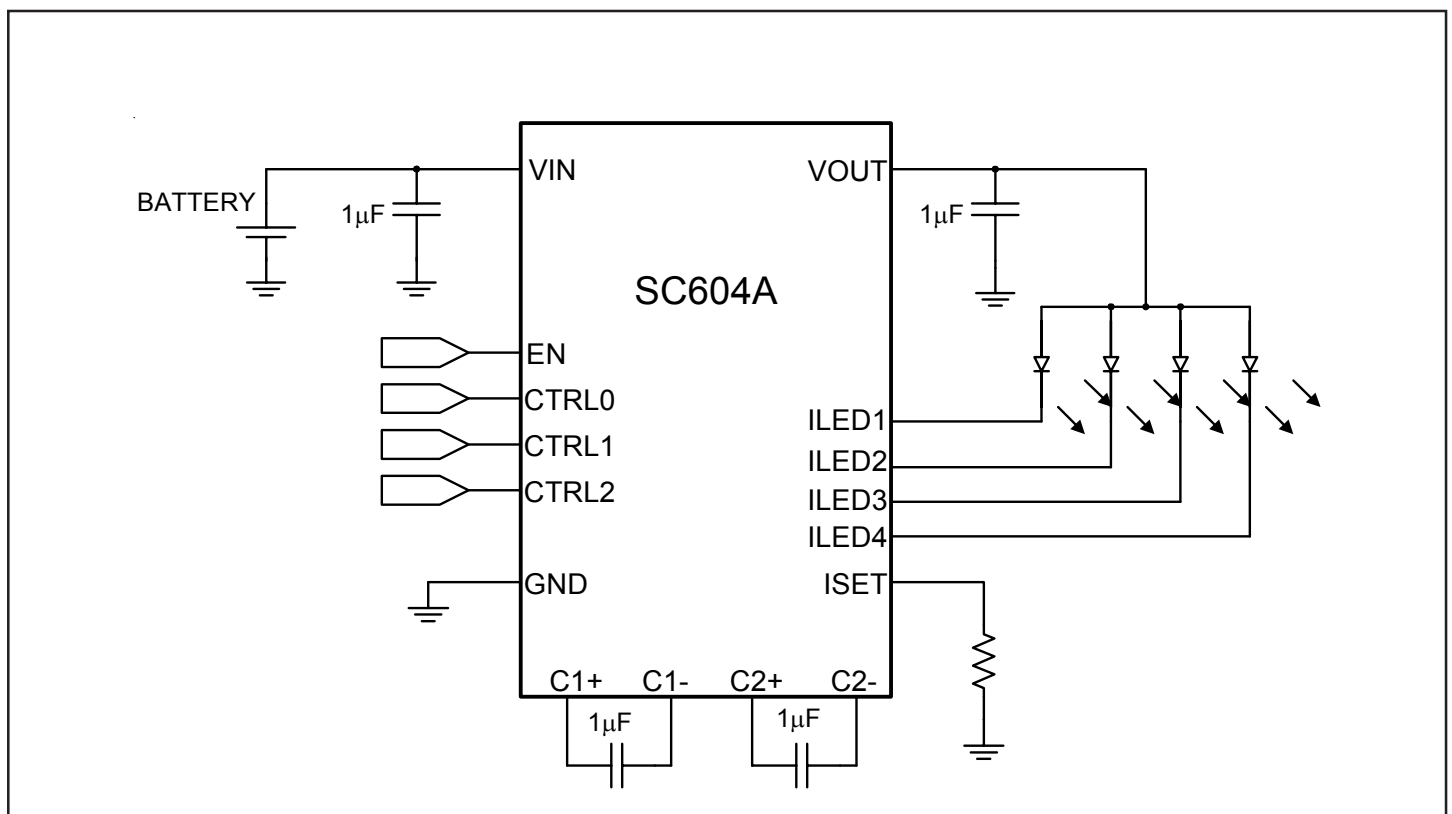 VIN
VOUT
BATTERY
1μF
1μF
SC604A
EN
CTRL0
CTRL1
CTRL2
ILED1
ILED2
ILED3
ILED4
GND
ISET
C1+
C1-
C2+
C2-
1μF
1μF